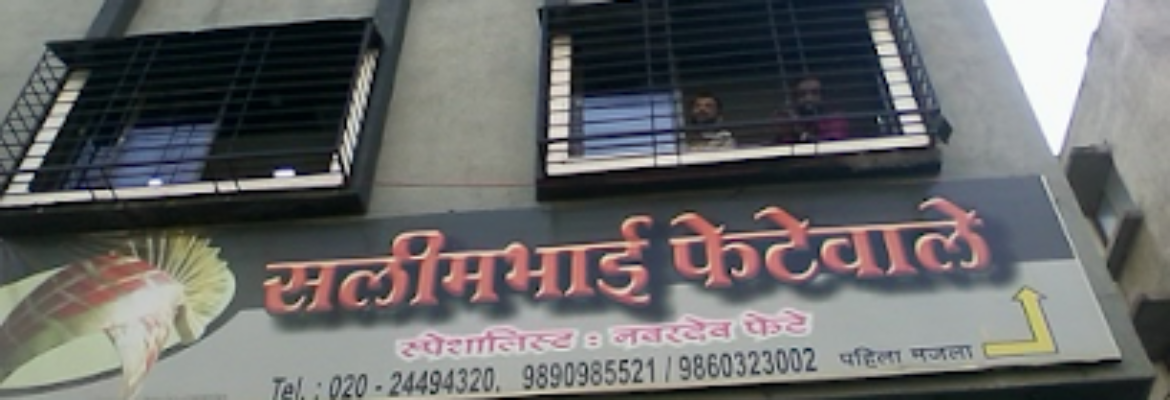 सलीमभाई फेटेवाले
स्पेशालिस्ट : नवरदेव फेटे
Tel. : 020 - 24494320. 9890985521 / 9860323002 पहिला मजला